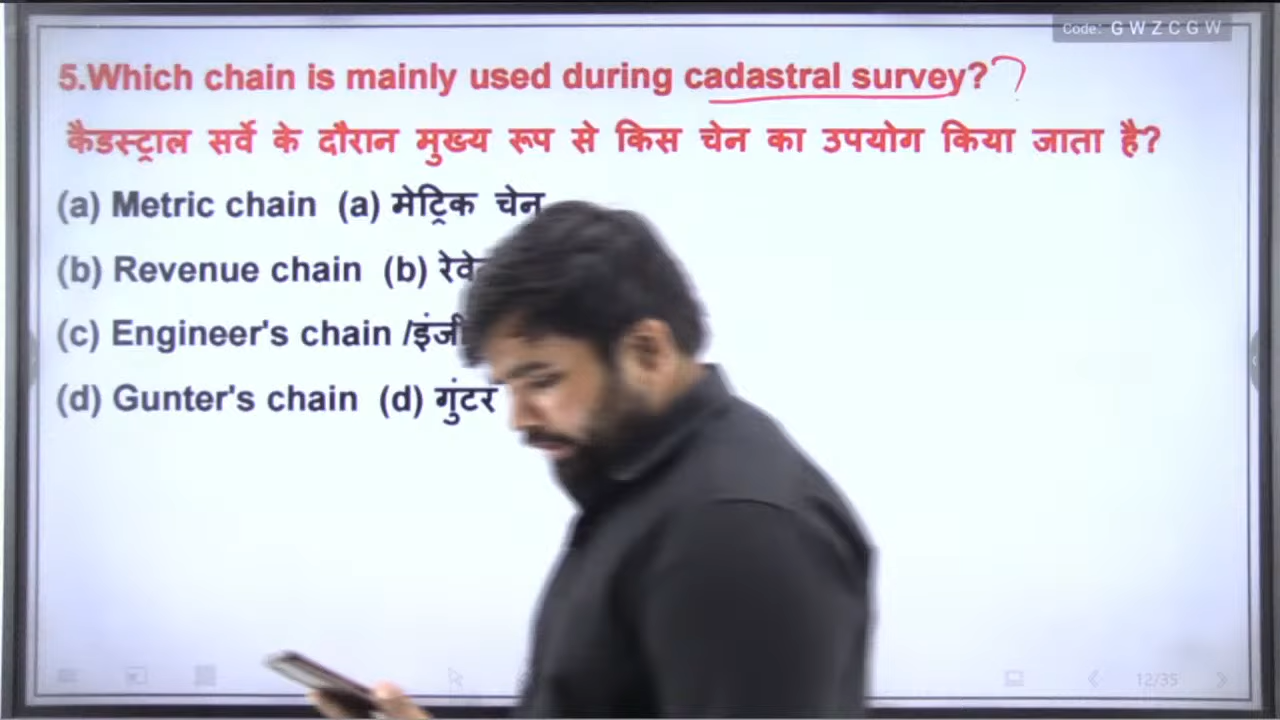 Code: G W Z C G W
5.Which chain is mainly used during cadastral survey??
कैडस्ट्राल सर्वे के दौरान मुख्य रूप से किस चेन का उपयोग किया जाता है?
(a) Metric chain (a) मेट्रिक चेन
(b) Revenue chain (b)
(c) Engineer's chain /
(d) Gunter's chain (d) गुंटर
12/35